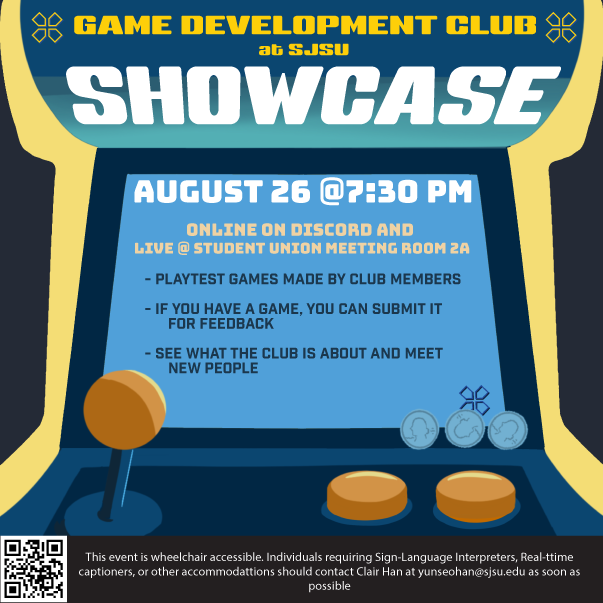 GAME DEVELOPMENT CLUB
at SJSU
SHOWCASE
AUGUST 26 @7:30 PM
ONLINE ON DISCORD AND
LIVE @ STUDENT UNION MEETING ROOM 2A
- PLAYTEST GAMES MADE BY CLUB MEMBERS
- IF YOU HAVE A GAME, YOU CAN SUBMIT IT
FOR FEEDBACK
- SEE WHAT THE CLUB IS ABOUT AND MEET
NEW PEOPLE
This event is wheelchair accessible. Individuals requiring Sign-Language Interpreters, Real-ttime
captioners, or other accommodattions should contact Clair Han at yunseohan@sjsu.edu as soon as
possible